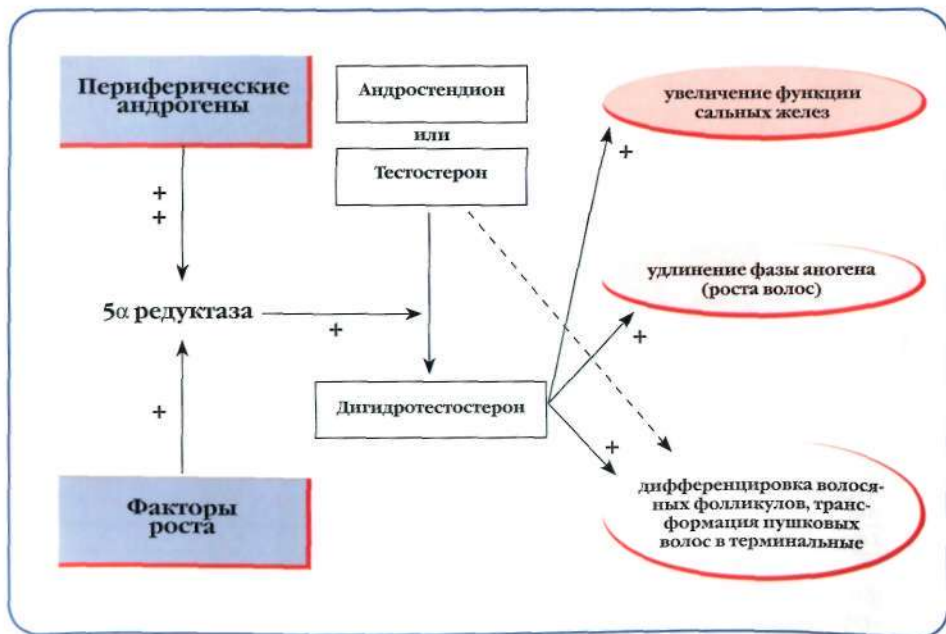 Периферические
андрогены
Андростендион
или
Тестостерон
увеличение функции
сальных желез
+
+
+
удлинение фазы аногена
(роста волос)
5α редуктаза
+
+
Дигидротестостерон
+
+
Факторы
роста
дифференцировка волося-
ных фолликулов, транс-
формация пушковых
волос в терминальные